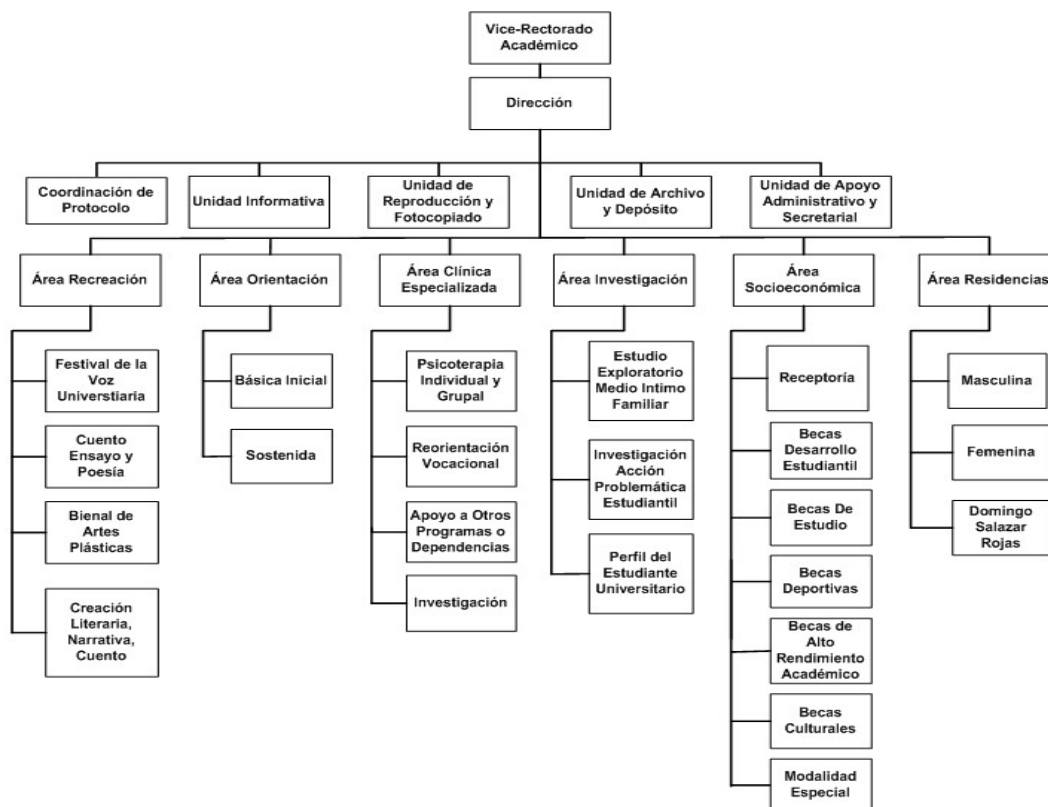 Vice-Rectorado
Académico
Dirección
Coordinación de
Protocolo
Unidad Informativa
Unidad de
Reproducción y
Fotocopiado
Unidad de Archivo
y Depósito
Unidad de Apoyo
Administrativo y
Secretarial
Área Recreación
Área Orientación
Área Clínica
Especializada
Área Investigación
Área
Socioeconómica
Área Residencias
Festival de la
Voz
Universtiaria
Cuento
Ensayo y
Poesía
Bienal de
Artes
Plásticas
Creación
Literaria,
Narrativa,
Cuento
Básica Inicial
Sostenida
Psicoterapia
Individual y
Grupal
Reorientación
Vocacional
Apoyo a Otros
Programas o
Dependencias
Investigación
Estudio
Exploratorio
Medio Intimo
Familiar
Investigación
Acción
Problemática
Estudiantil
Perfil del
Estudiante
Universitario
Receptoría
Becas
Desarrollo
Estudiantil
Becas De
Estudio
Becas
Deportivas
Becas de
Alto
Rendimiento
Académico
Becas
Culturales
Modalidad
Especial
Masculina
Femenina
Domingo
Salazar
Rojas